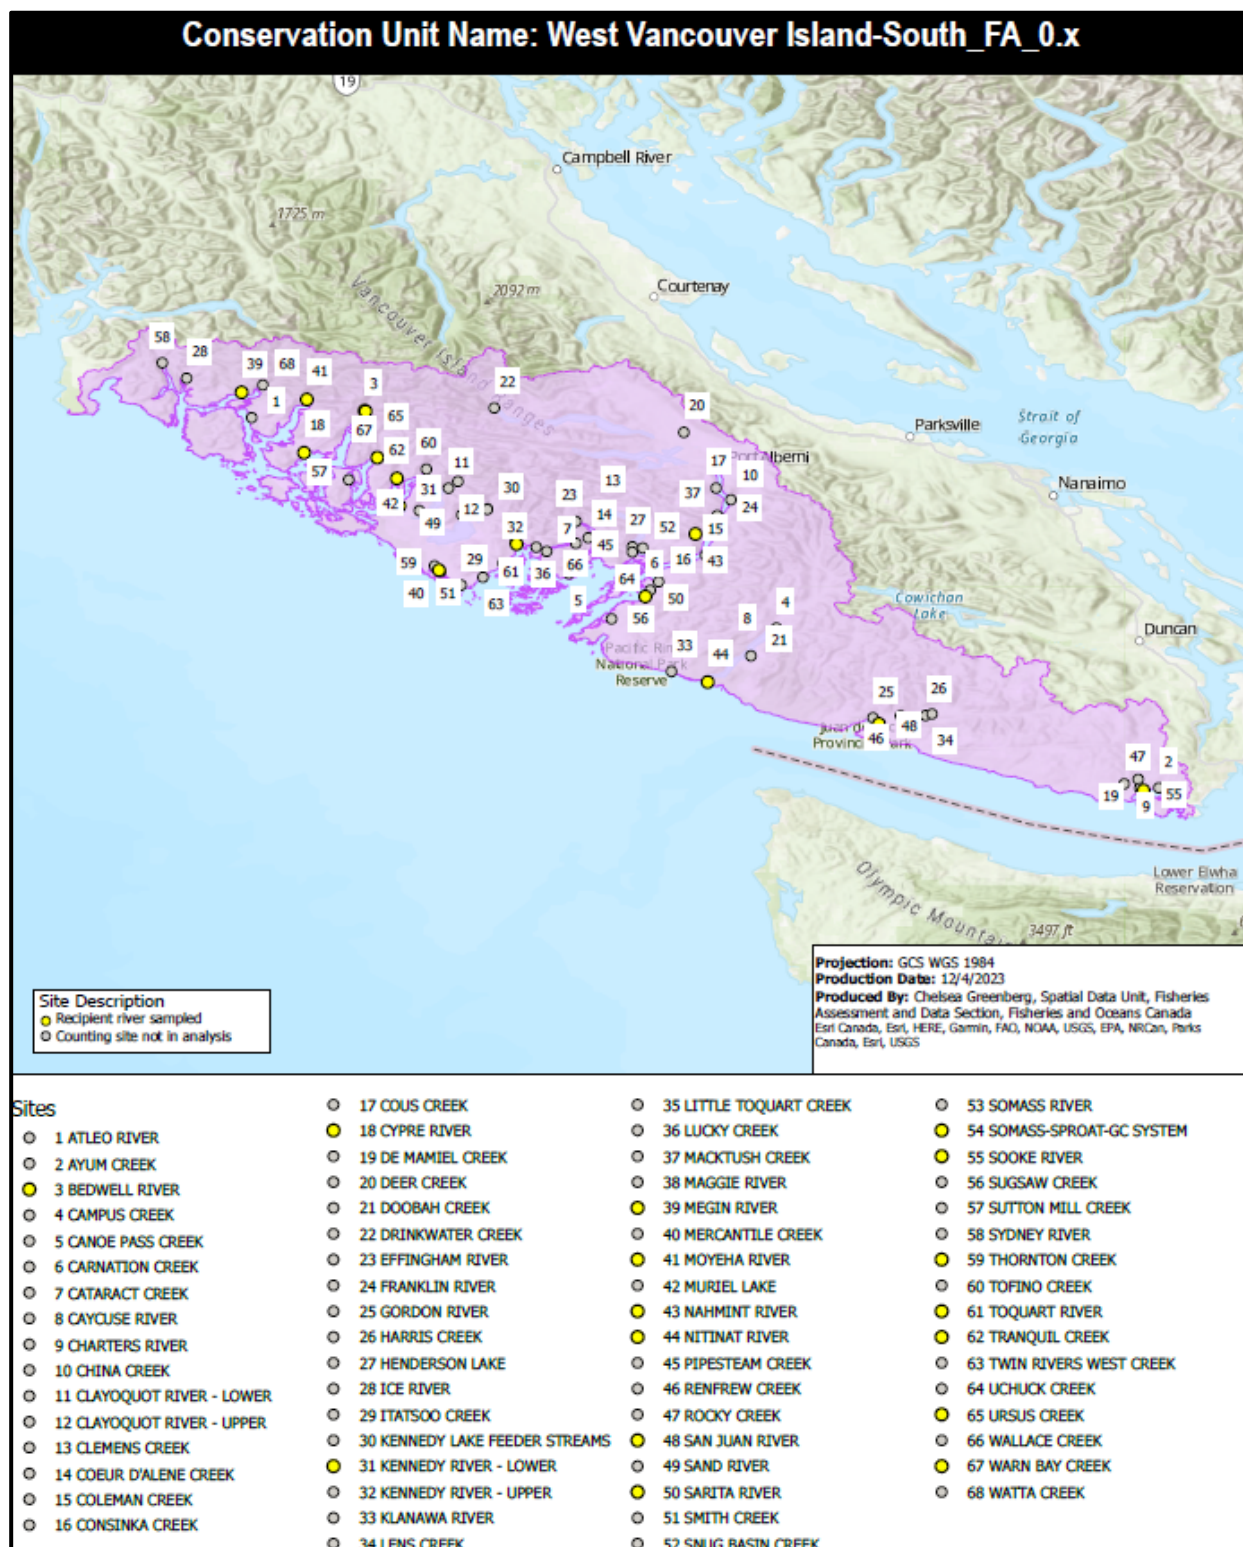 Conservation Unit Name: West Vancouver Island-South_FA_0.x
19
Campbell River
1725 m
Courtenay
2092 m
Vancouver Island Ranges
58
28
39
68
41
3
1
22
18
67
65
20
Parksville
Strait of
Georgia
Port Alberni
57
62
60
11
13
17
10
Nanaimo
42
31
30
23
37
24
49
12
32
7
14
27
52
15
45
59
29
61
36
66
6
16
43
40
51
63
5
64
50
Cowichan
Lake
4
56
8
33
44
21
Duncan
Pacific Rim
National Park
Reserve
25
26
Juan de
Provincial Park
46
48
34
47
2
19
9
55
Lower Elwha
Reservation
Olympic Mountai
3497 ft
Site Description
Recipient river sampled
Counting site not in analysis
Projection: GCS WGS 1984
Production Date: 12/4/2023
Produced By: Chelsea Greenberg, Spatial Data Unit, Fisheries
Assessment and Data Section, Fisheries and Oceans Canada
Esri Canada, Esri, HERE, Garmin, FAO, NOAA, USGS, EPA, NRCan, Parks
Canada, Esri, USGS
Sites
1 ATLEO RIVER
2 AYUM CREEK
3 BEDWELL RIVER
4 CAMPUS CREEK
5 CANOE PASS CREEK
6 CARNATION CREEK
7 CATARACT CREEK
8 CAYCUSE RIVER
9 CHARTERS RIVER
10 CHINA CREEK
11 CLAYOQUOT RIVER - LOWER
12 CLAYOQUOT RIVER - UPPER
13 CLEMENS CREEK
14 COEUR D'ALENE CREEK
15 COLEMAN CREEK
16 CONSINKA CREEK
17 COUS CREEK
18 CYPRE RIVER
19 DE MAMIEL CREEK
20 DEER CREEK
21 DOOBAH CREEK
22 DRINKWATER CREEK
23 EFFINGHAM RIVER
24 FRANKLIN RIVER
25 GORDON RIVER
26 HARRIS CREEK
27 HENDERSON LAKE
28 ICE RIVER
29 ITATSOO CREEK
30 KENNEDY LAKE FEEDER STREAMS
31 KENNEDY RIVER - LOWER
32 KENNEDY RIVER - UPPER
33 KLANAWA RIVER
34 LENS CREEK
35 LITTLE TOQUART CREEK
36 LUCKY CREEK
37 MACKTUSH CREEK
38 MAGGIE RIVER
39 MEGIN RIVER
40 MERCANTILE CREEK
41 MOYEHA RIVER
42 MURIEL LAKE
43 NAHMINT RIVER
44 NITINAT RIVER
45 PIPESTEAM CREEK
46 RENFREW CREEK
47 ROCKY CREEK
48 SAN JUAN RIVER
49 SAND RIVER
50 SARITA RIVER
51 SMITH CREEK
52 SNUG BASIN CREEK
53 SOMASS RIVER
54 SOMASS-SPROAT-GC SYSTEM
55 SOOKE RIVER
56 SUGSAW CREEK
57 SUTTON MILL CREEK
58 SYDNEY RIVER
59 THORNTON CREEK
60 TOFINO CREEK
61 TOQUART RIVER
62 TRANQUIL CREEK
63 TWIN RIVERS WEST CREEK
64 UCHUCK CREEK
65 URSUS CREEK
66 WALLACE CREEK
67 WARN BAY CREEK
68 WATTA CREEK